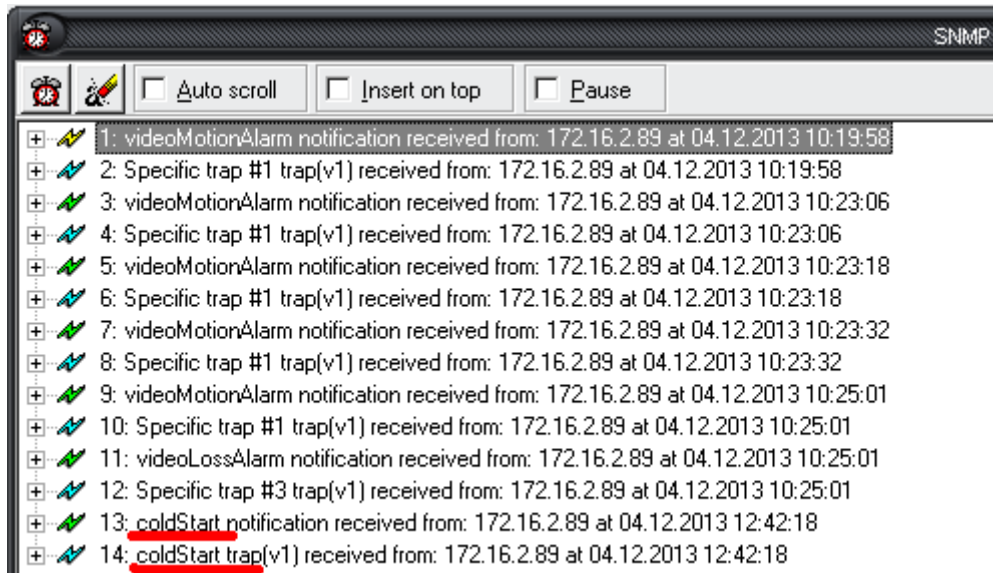 SNMP
Auto scroll Insert on top Pause
1: videoMotionAlarm notification received from: 172.16.2.89 at 04.12.2013 10:19:58
2: Specific trap #1 trap(v1) received from: 172.16.2.89 at 04.12.2013 10:19:58
3: videoMotionAlarm notification received from: 172.16.2.89 at 04.12.2013 10:23:06
4: Specific trap #1 trap(v1) received from: 172.16.2.89 at 04.12.2013 10:23:06
5: videoMotionAlarm notification received from: 172.16.2.89 at 04.12.2013 10:23:18
6: Specific trap #1 trap(v1) received from: 172.16.2.89 at 04.12.2013 10:23:18
7: videoMotionAlarm notification received from: 172.16.2.89 at 04.12.2013 10:23:32
8: Specific trap #1 trap(v1) received from: 172.16.2.89 at 04.12.2013 10:23:32
9: videoMotionAlarm notification received from: 172.16.2.89 at 04.12.2013 10:25:01
10: Specific trap #1 trap(v1) received from: 172.16.2.89 at 04.12.2013 10:25:01
11: videoLossAlarm notification received from: 172.16.2.89 at 04.12.2013 10:25:01
12: Specific trap #3 trap(v1) received from: 172.16.2.89 at 04.12.2013 10:25:01
13: coldStart notification received from: 172.16.2.89 at 04.12.2013 12:42:18
14: coldStart trap(v1) received from: 172.16.2.89 at 04.12.2013 12:42:18